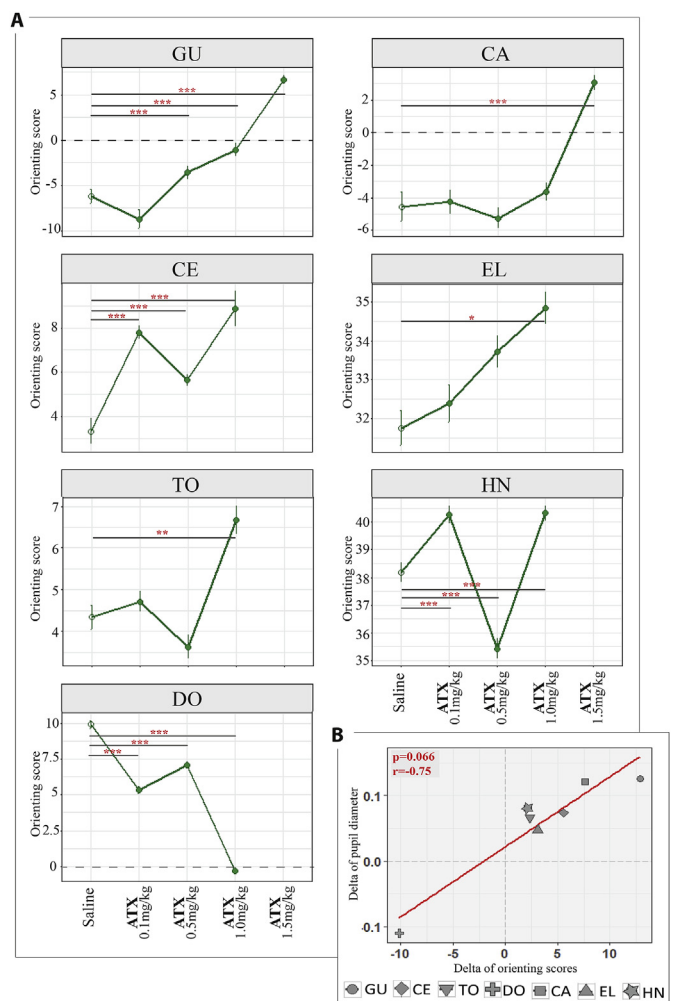 A
GU
CA
Orienting score
5
0
-5
-10
***
***
***
Orienting score
2
0
-2
-4
-6
***
CE
EL
Orienting score
8
6
4
***
***
***
Orienting score
35
34
33
32
*
TO
HN
Orienting score
7
6
5
4
**
Orienting score
40
39
38
37
36
35
***
***
***
Saline
ATX 0.1mg/kg
ATX 0.5mg/kg
ATX 1.0mg/kg
ATX 1.5mg/kg
DO
Orienting score
10
7.5
5
2.5
0
***
***
***
Saline
ATX 0.1mg/kg
ATX 0.5mg/kg
ATX 1.0mg/kg
ATX 1.5mg/kg
B
p=0.066
r=-0.75
Delta of pupil diameter
0.1
0.0
-0.1
-10
-5
0
5
10
Delta of orienting scores
GU CE TO DO CA EL HN